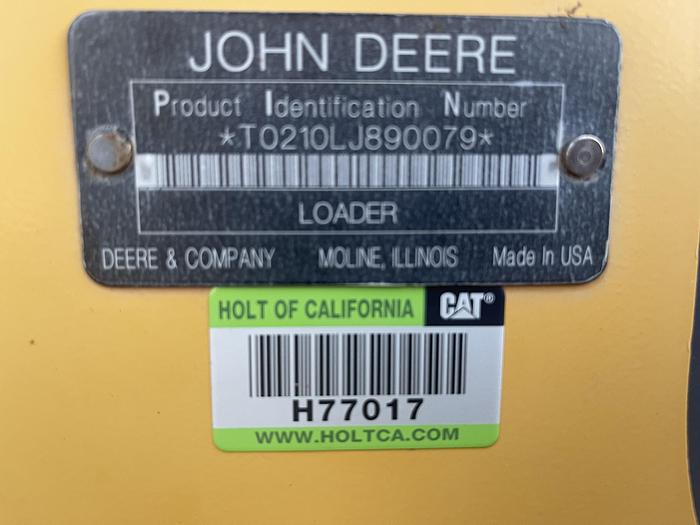 JOHN DEERE
Product Identification Number
*T0210LJ890079*
LOADER
DEERE & COMPANY MOLINE, ILLINOIS Made In USA
HOLT OF CALIFORNIA CAT®
H77017
WWW.HOLTCA.COM